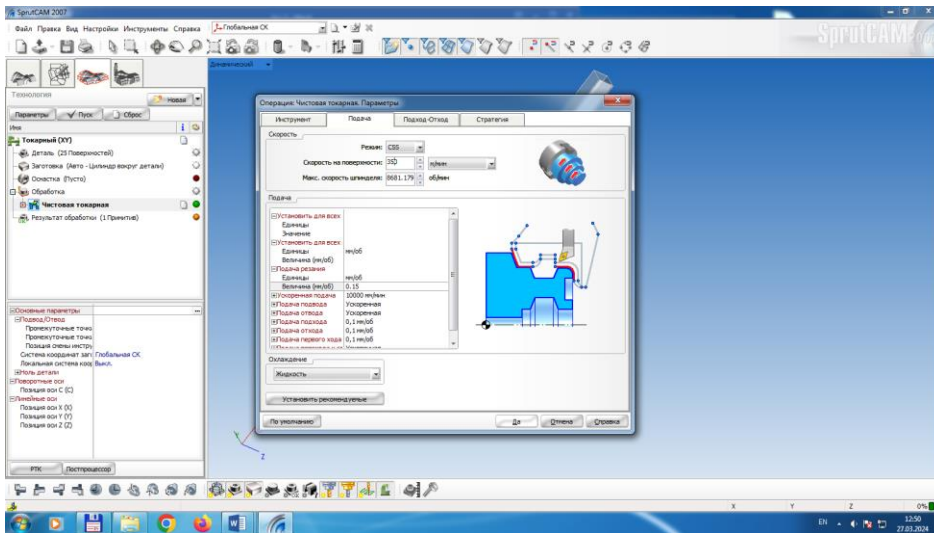 SprutCAM 2007
Файл Правка Вид Настройки Инструменты Справка
Глобальная СК
SprutCAM
Динамический
Технология
Новая
Параметры Пуск Сброс
Имя
Токарный (XY)
Деталь (23 Поверхностей)
Заготовка (Авто - Цилиндр вокруг детали)
Оснастка (Пусто)
Обработка
Чистовая токарная
Результат обработки (1 Примитив)
Основные параметры
Подвод/Отвод
Промежуточные точк
Промежуточные точк
Позиция смены инстру
Система координат заг Глобальная СК
Локальная система коор Выкл.
Ноль детали
Поворотные оси
Позиция оси C (C)
Линейные оси
Позиция оси X (X)
Позиция оси Y (Y)
Позиция оси Z (Z)
РТК Постпроцессор
Операция: Чистовая токарная. Параметры
Инструмент Подача Подход-Отход Стратегия
Скорость
Режим: CSS
Скорость на поверхности: 350 м/мин
Макс. скорость шпинделя: 8681.179 об/мин
Подача
Установить для всех
Единицы
Значение
Установить для всех
Единицы мм/об
Величина (мм/об)
Подача резания
Единицы мм/об
Величина (мм/об) 0.15
Ускоренная подача 10000 мм/мин
Подача подвода Ускоренная
Подача отвода Ускоренная
Подача подхода 0,1 мм/об
Подача отхода 0,1 мм/об
Подача первого хода 0,1 мм/об
Охлаждение
Жидкость
Установить рекомендуемые
По умолчанию Да Отмена Справка
Y
Z
X Y Z 0%
EN 12:50
27.03.2024